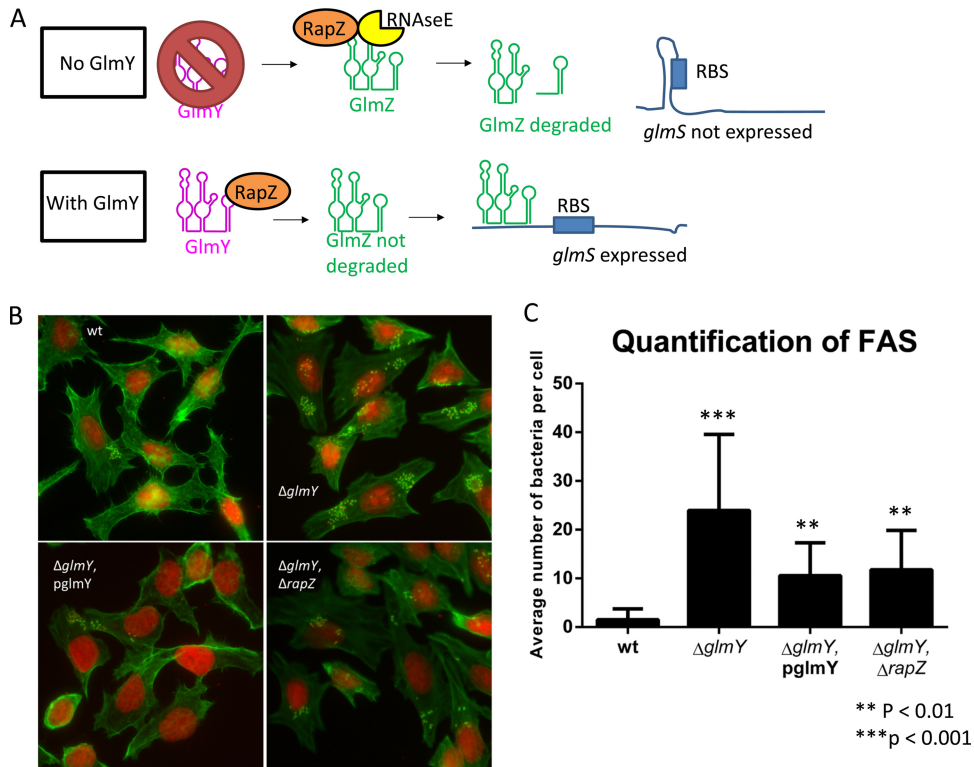 A
No GlmY
GlmY
RapZ
RNAseE
GlmZ
GlmZ degraded
RBS
glmS not expressed
With GlmY
RapZ
GlmY
GlmZ not
degraded
RBS
glmS expressed
B
wt
ΔglmY
ΔglmY,
pglmY
ΔglmY,
ΔrapZ
C
Quantification of FAS
Average number of bacteria per cell
50
40
30
20
10
0
***
**
**
wt
ΔglmY
ΔglmY,
pglmY
ΔglmY,
ΔrapZ
** P < 0.01
***p < 0.001